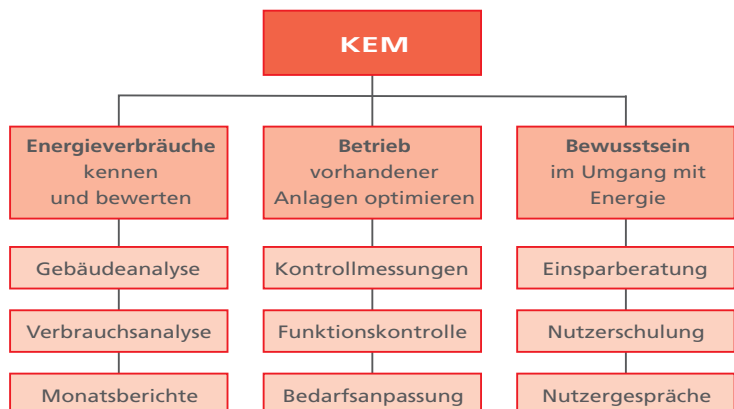 KEM
Energieverbräuche
kennen
und bewerten
Betrieb
vorhandener
Anlagen optimieren
Bewusstsein
im Umgang mit
Energie
Gebäudeanalyse
Kontrollmessungen
Einsparberatung
Verbrauchsanalyse
Funktionskontrolle
Nutzerschulung
Monatsberichte
Bedarfsanpassung
Nutzergespräche